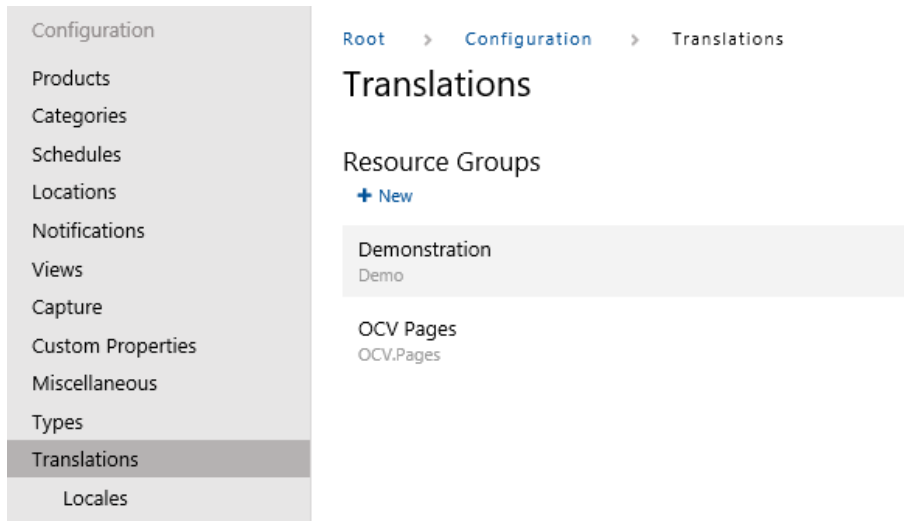 Configuration
Products
Categories
Schedules
Locations
Notifications
Views
Capture
Custom Properties
Miscellaneous
Types
Translations
Locales
Root > Configuration > Translations
Translations
Resource Groups
+ New
Demonstration
Demo
OCV Pages
OCV.Pages